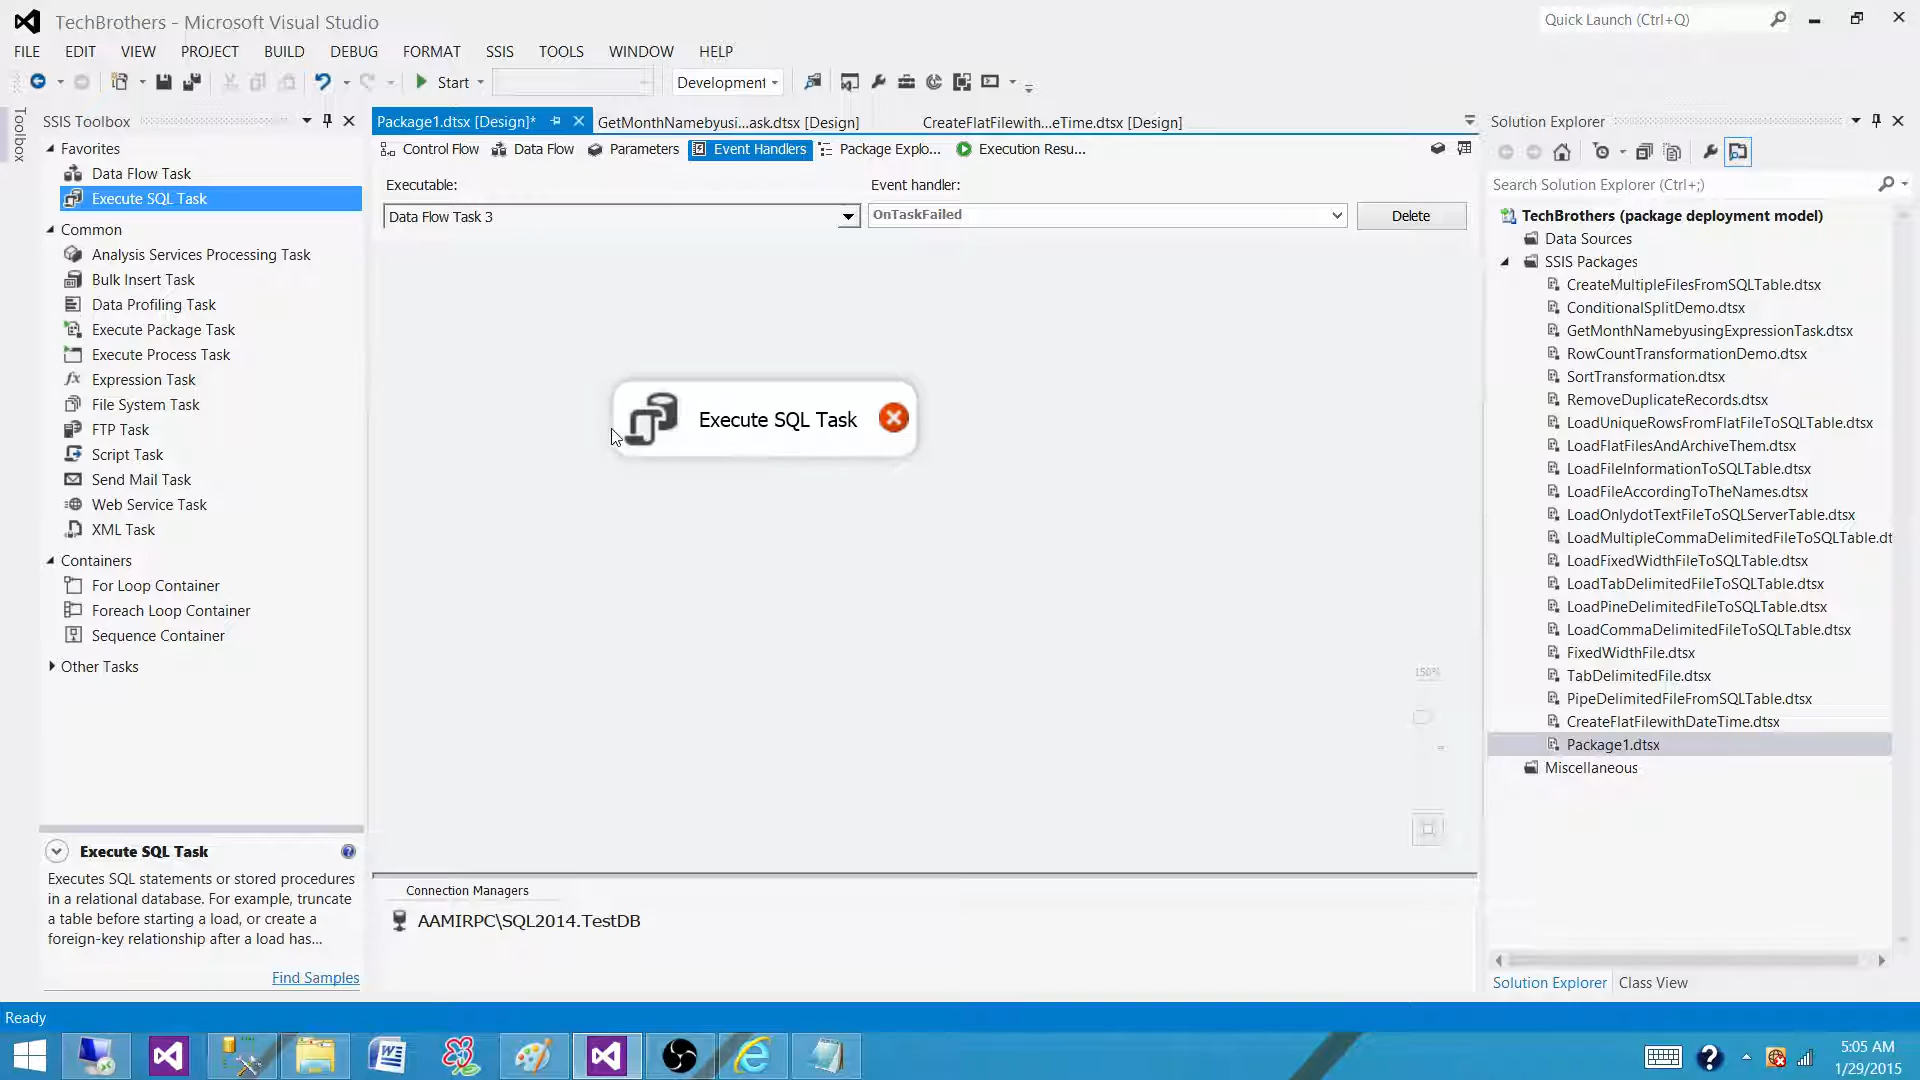 TechBrothers - Microsoft Visual Studio
Quick Launch (Ctrl+Q)
FILE EDIT VIEW PROJECT BUILD DEBUG FORMAT SSIS TOOLS WINDOW HELP
Start
Development
Toolbox
SSIS Toolbox
Favorites
Data Flow Task
Execute SQL Task
Common
Analysis Services Processing Task
Bulk Insert Task
Data Profiling Task
Execute Package Task
Execute Process Task
Expression Task
File System Task
FTP Task
Script Task
Send Mail Task
Web Service Task
XML Task
Containers
For Loop Container
Foreach Loop Container
Sequence Container
Other Tasks
Execute SQL Task
Executes SQL statements or stored procedures
in a relational database. For example, truncate
a table before starting a load, or create a
foreign-key relationship after a load has...
Find Samples
Package1.dtsx [Design]*
GetMonthNamebyusi...ask.dtsx [Design]
CreateFlatFilewith...eTime.dtsx [Design]
Control Flow
Data Flow
Parameters
Event Handlers
Package Explo...
Execution Resu...
Executable:
Event handler:
Data Flow Task 3
OnTaskFailed
Delete
Execute SQL Task
150%
Connection Managers
AAMIRPC\SQL2014.TestDB
Solution Explorer
Search Solution Explorer (Ctrl+;)
TechBrothers (package deployment model)
Data Sources
SSIS Packages
CreateMultipleFilesFromSQLTable.dtsx
ConditionalSplitDemo.dtsx
GetMonthNamebyusingExpressionTask.dtsx
RowCountTransformationDemo.dtsx
SortTransformation.dtsx
RemoveDuplicateRecords.dtsx
LoadUniqueRowsFromFlatFileToSQLTable.dtsx
LoadFlatFilesAndArchiveThem.dtsx
LoadFileInformationToSQLTable.dtsx
LoadFileAccordingToTheNames.dtsx
LoadOnlydotTextFileToSQLServerTable.dtsx
LoadMultipleCommaDelimitedFileToSQLTable.dt
LoadFixedWidthFileToSQLTable.dtsx
LoadTabDelimitedFileToSQLTable.dtsx
LoadPineDelimitedFileToSQLTable.dtsx
LoadCommaDelimitedFileToSQLTable.dtsx
FixedWidthFile.dtsx
TabDelimitedFile.dtsx
PipeDelimitedFileFromSQLTable.dtsx
CreateFlatFilewithDateTime.dtsx
Package1.dtsx
Miscellaneous
Solution Explorer
Class View
Ready
5:05 AM
1/29/2015